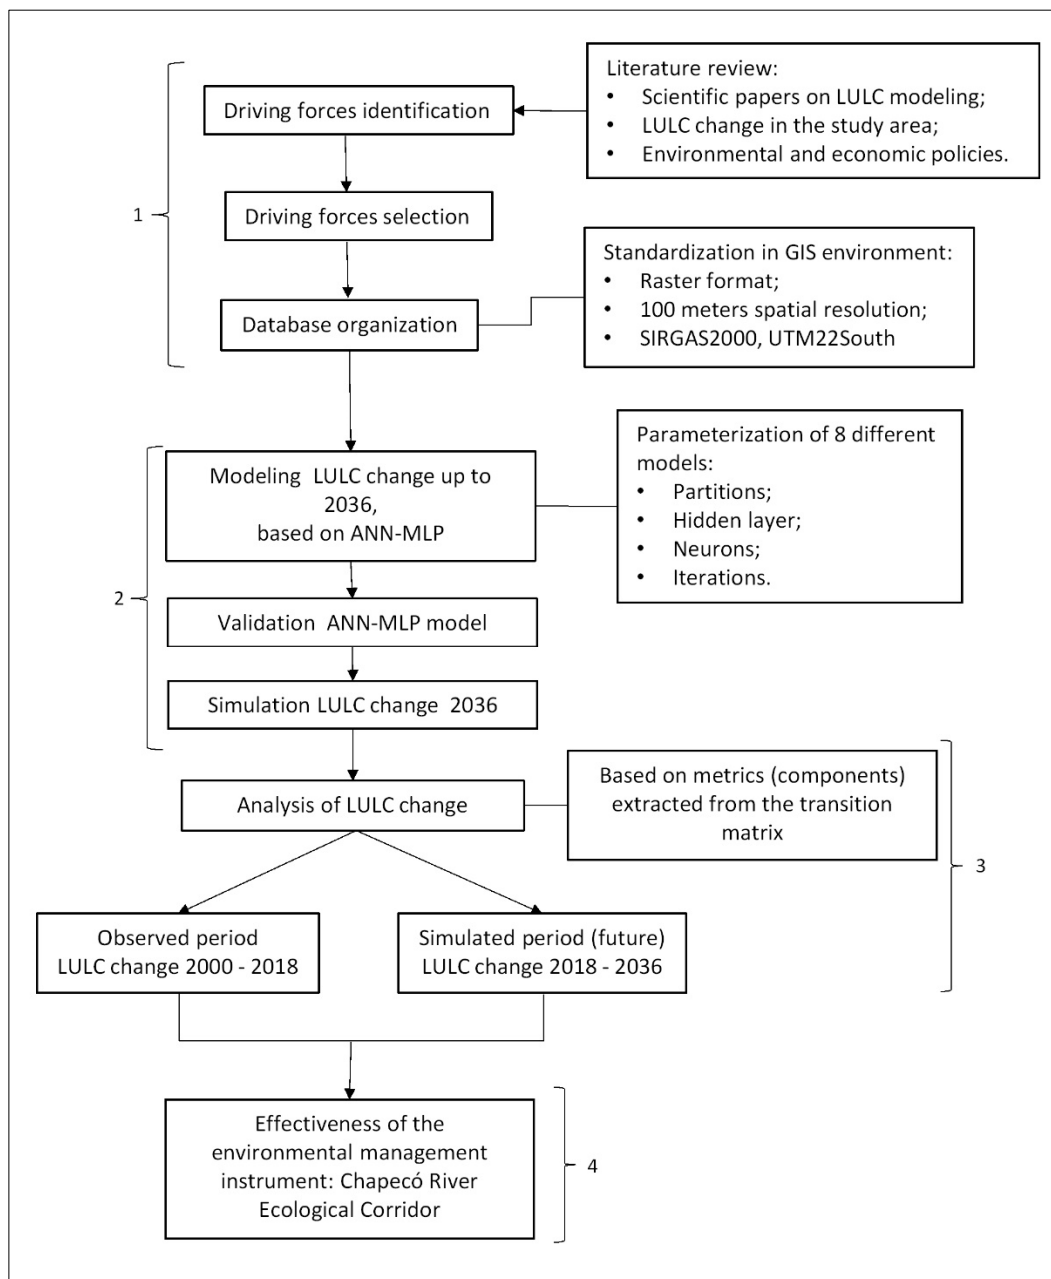 Literature review:
• Scientific papers on LULC modeling;
• LULC change in the study area;
• Environmental and economic policies.
Driving forces identification
1
Driving forces selection
Standardization in GIS environment:
• Raster format;
• 100 meters spatial resolution;
• SIRGAS2000, UTM22South
Database organization
Parameterization of 8 different
models:
• Partitions;
• Hidden layer;
• Neurons;
• Iterations.
Modeling LULC change up to
2036,
based on ANN-MLP
2
Validation ANN-MLP model
Simulation LULC change 2036
Based on metrics (components)
extracted from the transition
matrix
Analysis of LULC change
3
Observed period
LULC change 2000 - 2018
Simulated period (future)
LULC change 2018 - 2036
Effectiveness of the
environmental management
instrument: Chapecó River
Ecological Corridor
4